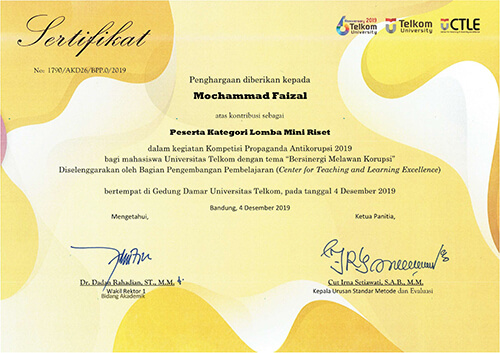 Sertifikat
6 Anniversary 2019 Telkom University
Telkom University
CTLE
No: 1790/AKD26/BPP.0/2019
Penghargaan diberikan kepada
Mochammad Faizal
atas kontribusi sebagai
Peserta Kategori Lomba Mini Riset
dalam kegiatan Kompetisi Propaganda Antikorupsi 2019
bagi mahasiswa Universitas Telkom dengan tema "Bersinergi Melawan Korupsi"
Diselenggarakan oleh Bagian Pengembangan Pembelajaran (Center for Teaching and Learning Excellence)
bertempat di Gedung Damar Universitas Telkom, pada tanggal 4 Desember 2019
Bandung, 4 Desember 2019
Mengetahui,
Ketua Panitia,
Dr. Dadan Rahadian, ST., M.M.
Wakil Rektor 1
Bidang Akademik
Cut Irna Setiawati, S.A.B., M.M.
Kepala Urusan Standar Metode dan Evaluasi